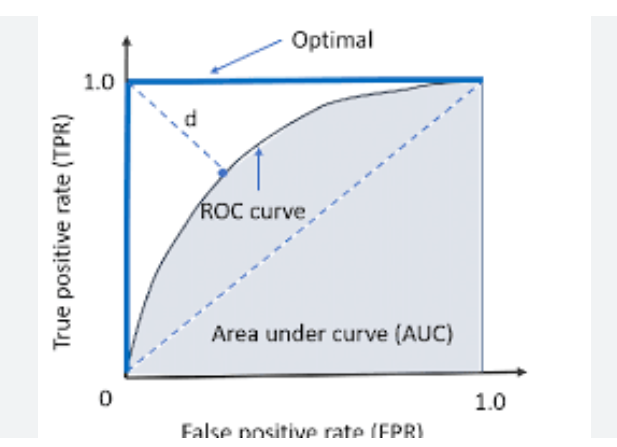 Optimal
1.0
d
True positive rate (TPR)
ROC curve
Area under curve (AUC)
0
1.0
False positive rate (FPR)